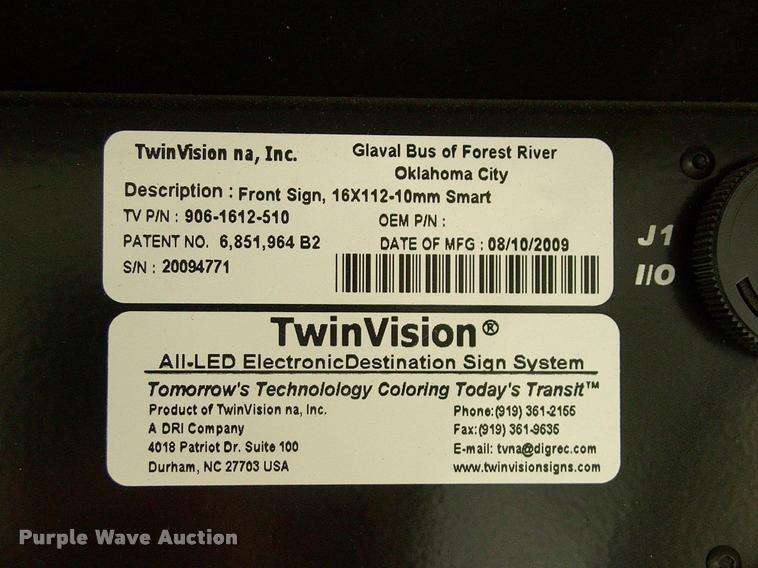 TwinVision na, Inc.
Glaval Bus of Forest River
Oklahoma City
Description : Front Sign, 16X112-10mm Smart
TV P/N : 906-1612-510
OEM P/N :
PATENT NO. 6,851,964 B2
DATE OF MFG : 08/10/2009
S/N : 20094771
J1
I/O
TwinVision®
All-LED ElectronicDestination Sign System
Tomorrow's Technolology Coloring Today's Transit™
Product of TwinVision na, Inc.
A DRI Company
4018 Patriot Dr. Suite 100
Durham, NC 27703 USA
Phone:(919) 361-2155
Fax:(919) 361-9635
E-mail: tvna@digrec.com
www.twinvisionsigns.com
Purple Wave Auction